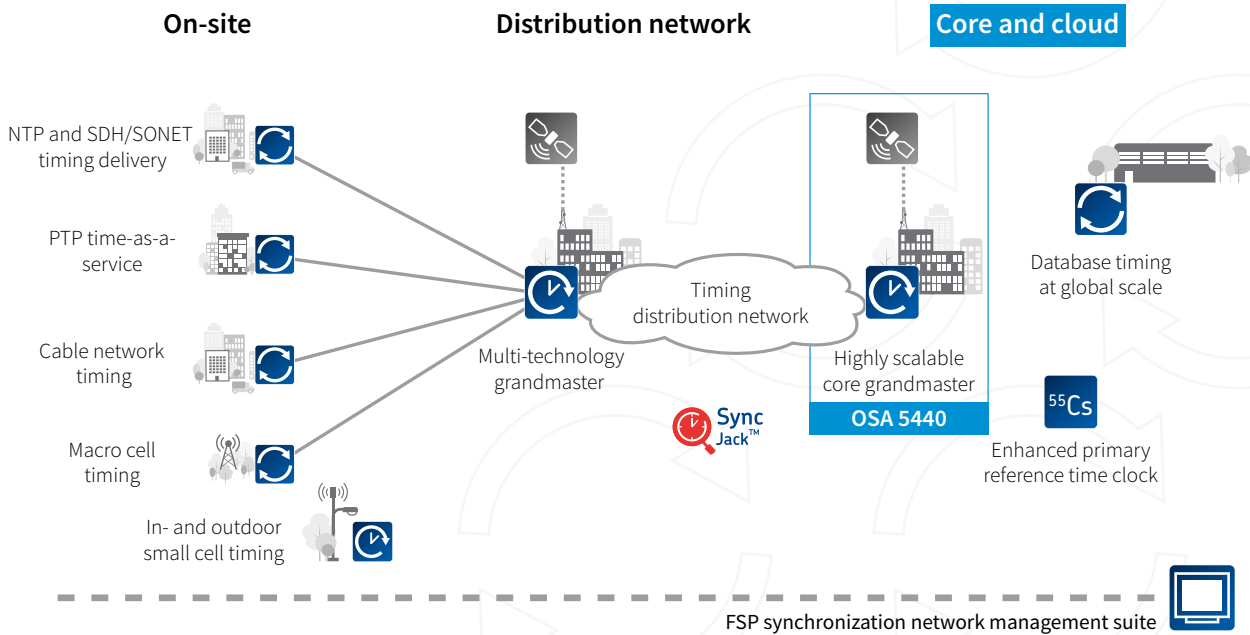 On-site
Distribution network
Core and cloud
NTP and SDH/SONET
timing delivery
PTP time-as-a-
service
Cable network
timing
Macro cell
timing
In- and outdoor
small cell timing
Multi-technology
grandmaster
Timing
distribution network
Sync
Jack™
Highly scalable
core grandmaster
OSA 5440
Database timing
at global scale
⁵⁵Cs
Enhanced primary
reference time clock
FSP synchronization network management suite